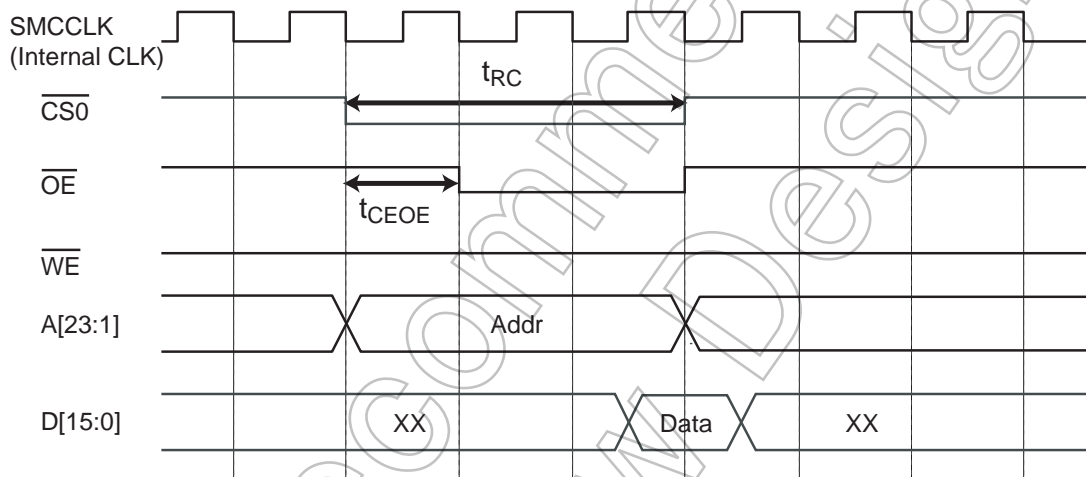 SMCCLK
(Internal CLK)
tRC
CS0
OE
tCEOE
WE
A[23:1]
Addr
D[15:0]
XX
Data
XX